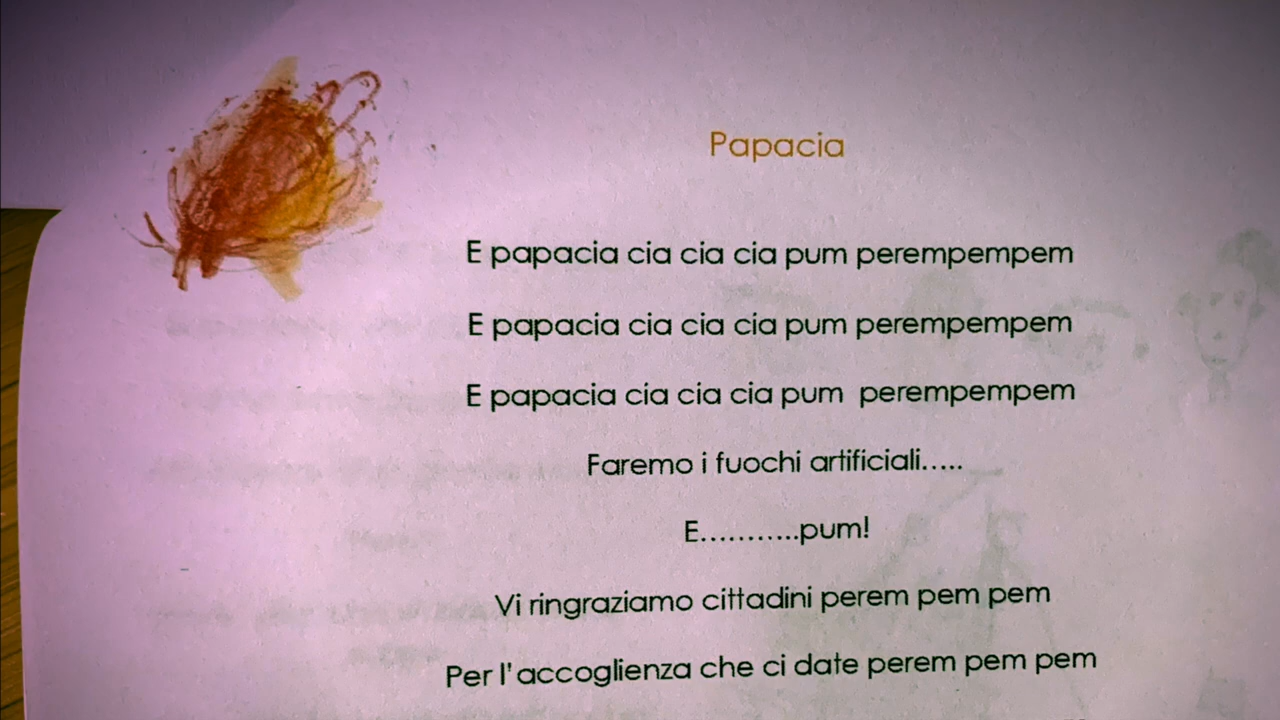 Papacia
E papacia cia cia cia pum perempempem
E papacia cia cia cia pum perempempem
E papacia cia cia cia pum perempempem
Faremo i fuochi artificiali.....
E...........pum!
Vi ringraziamo cittadini perem pem pem
Per l'accoglienza che ci date perem pem pem